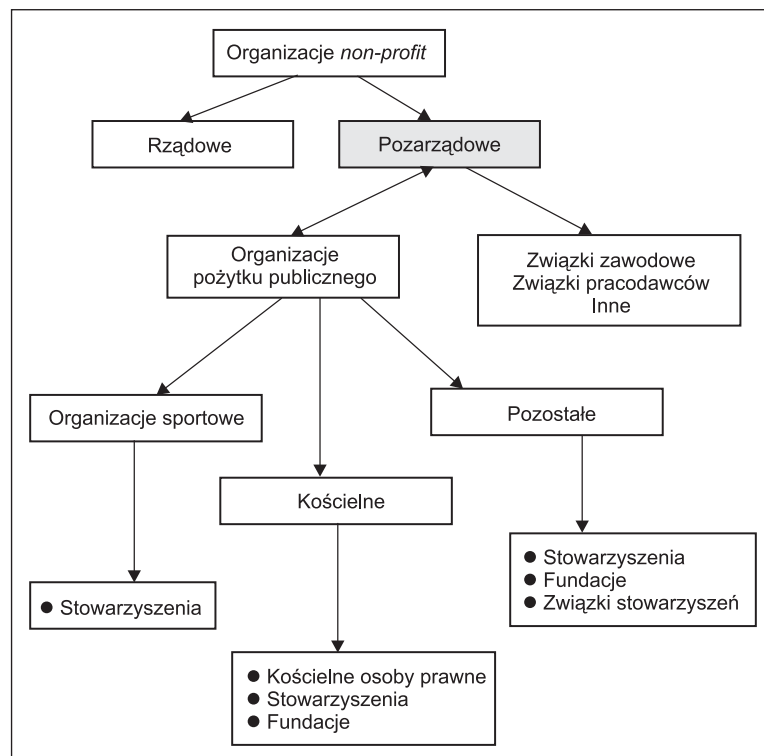 Organizacje non-profit
Rządowe
Pozarządowe
Organizacje
pożytku publicznego
Związki zawodowe
Związki pracodawców
Inne
Organizacje sportowe
Pozostałe
Kościelne
● Stowarzyszenia
● Stowarzyszenia
● Fundacje
● Związki stowarzyszeń
● Kościelne osoby prawne
● Stowarzyszenia
● Fundacje